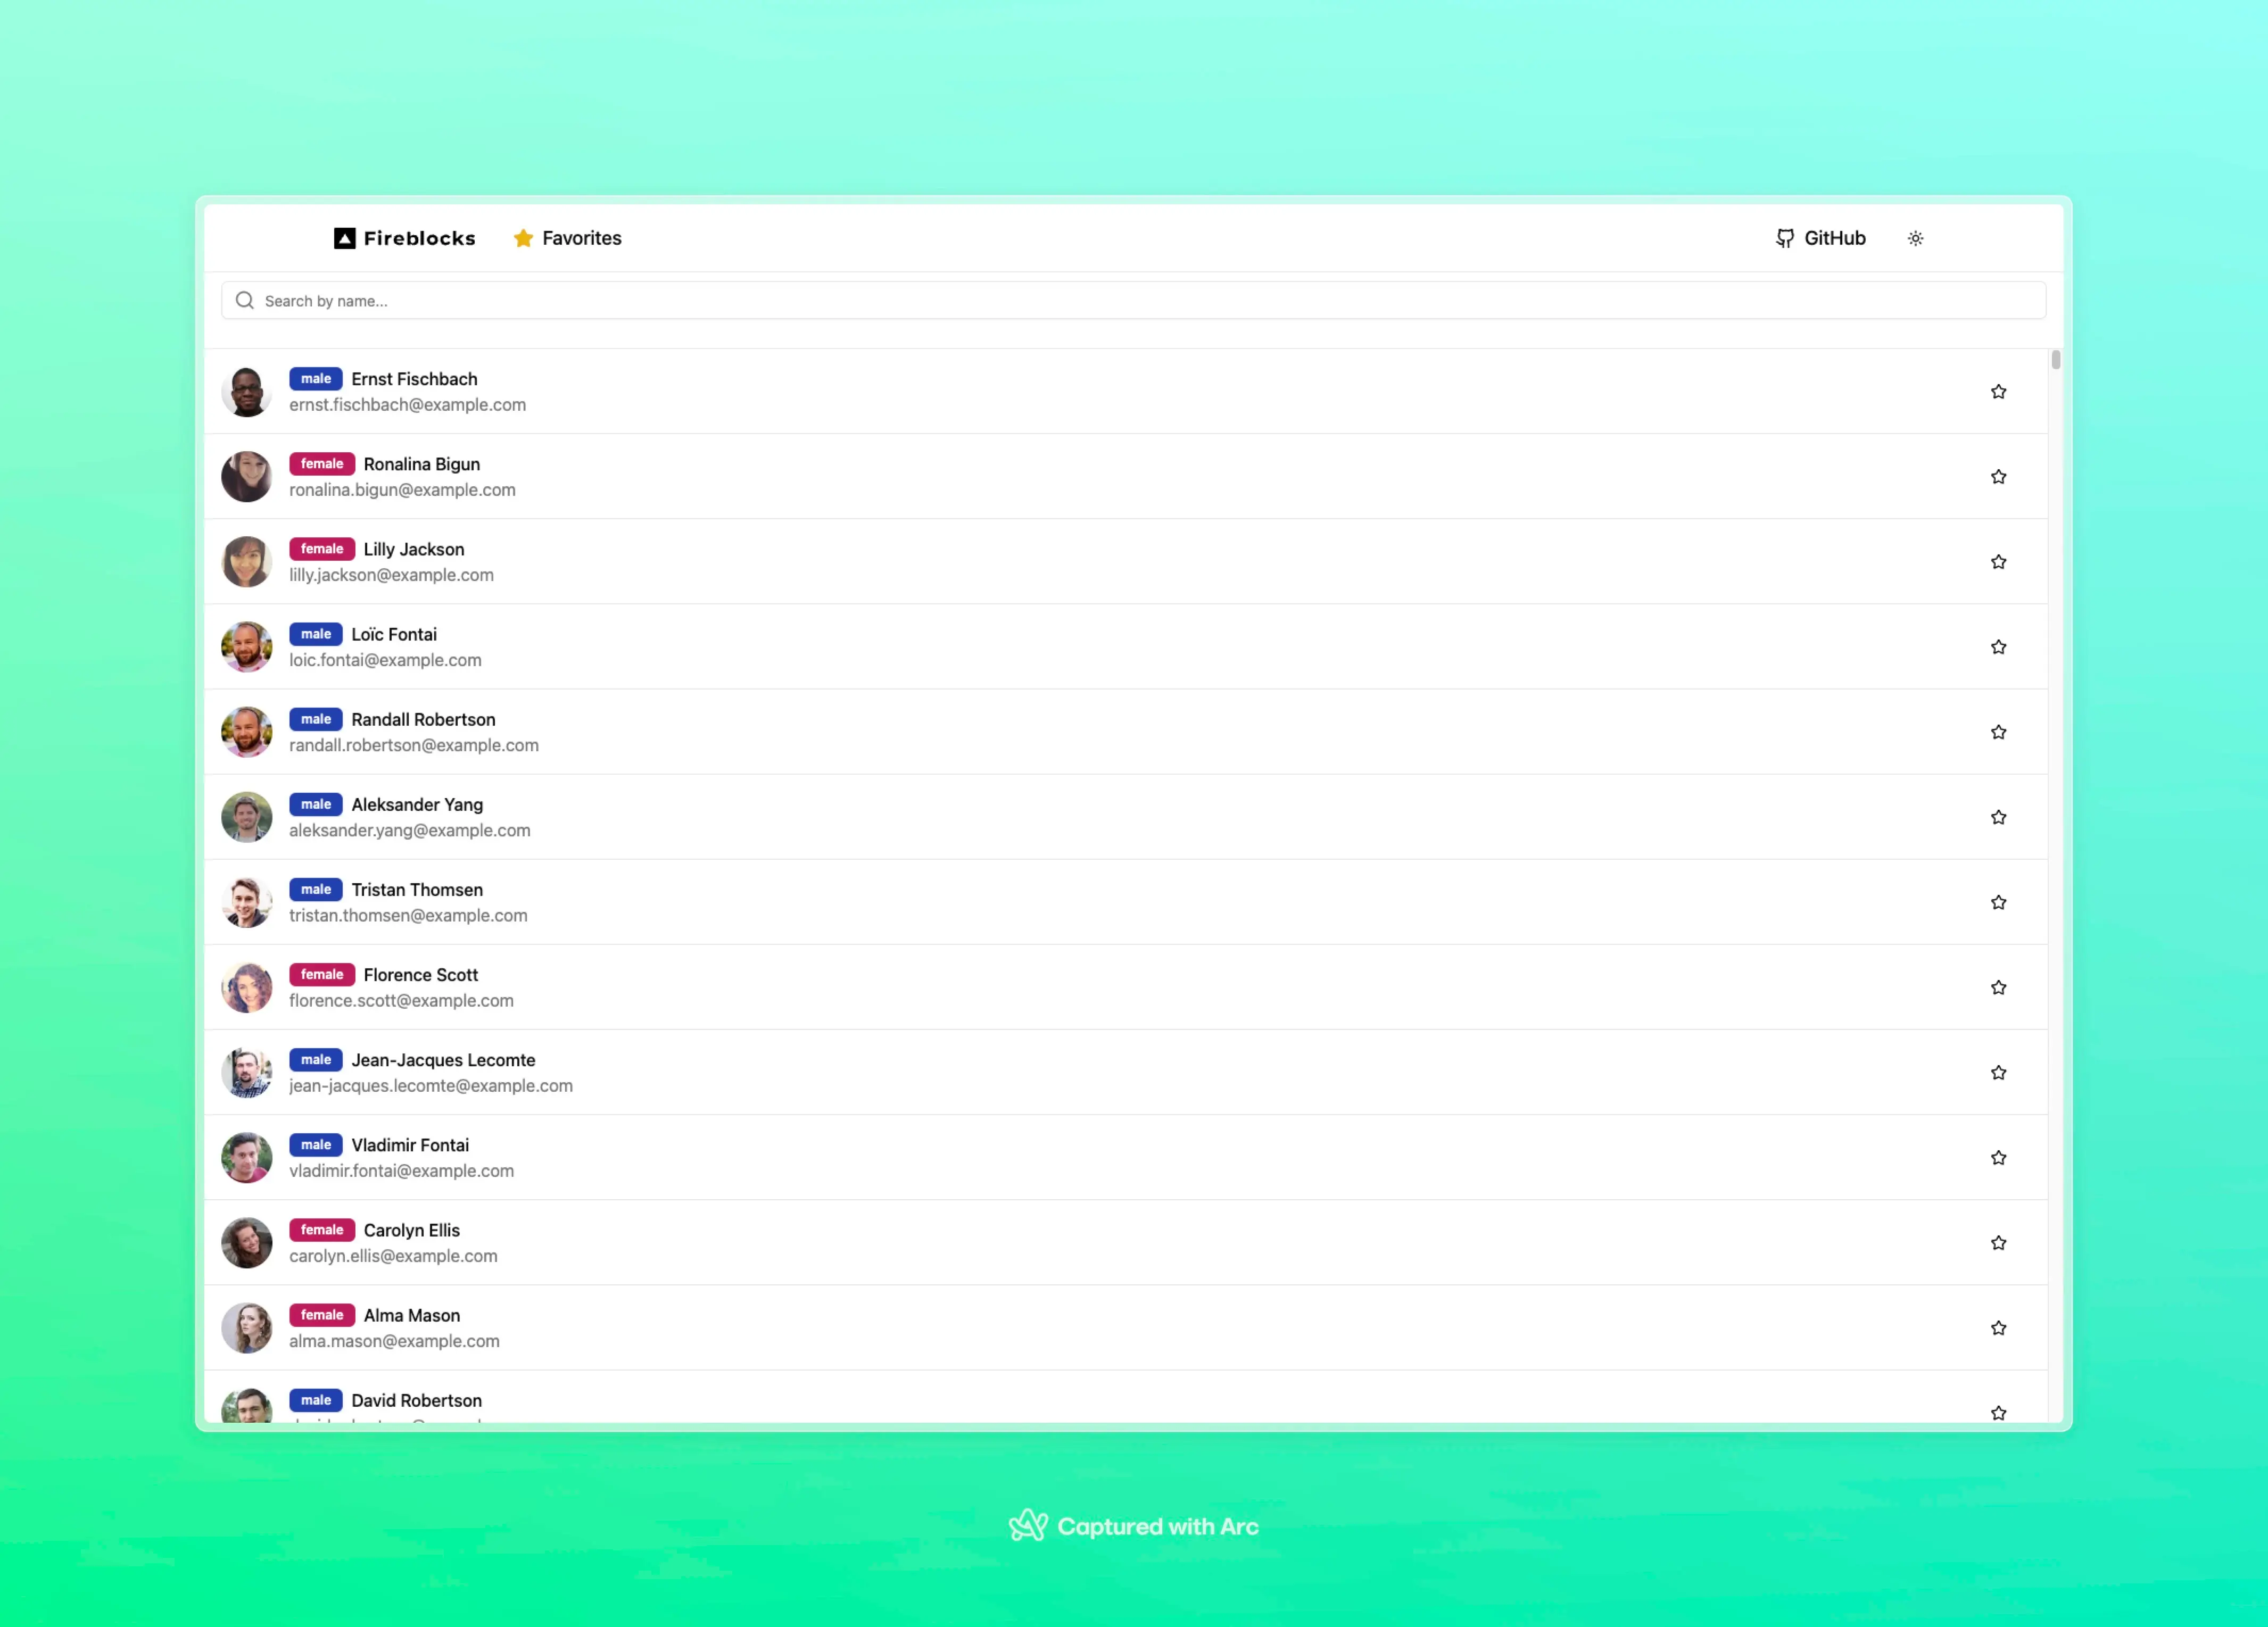 Fireblocks Favorites GitHub
Search by name...
male Ernst Fischbach
ernst.fischbach@example.com
female Ronalina Bigun
ronalina.bigun@example.com
female Lilly Jackson
lilly.jackson@example.com
male Loïc Fontai
loic.fontai@example.com
male Randall Robertson
randall.robertson@example.com
male Aleksander Yang
aleksander.yang@example.com
male Tristan Thomsen
tristan.thomsen@example.com
female Florence Scott
florence.scott@example.com
male Jean-Jacques Lecomte
jean-jacques.lecomte@example.com
male Vladimir Fontai
vladimir.fontai@example.com
female Carolyn Ellis
carolyn.ellis@example.com
female Alma Mason
alma.mason@example.com
male David Robertson
Captured with Arc